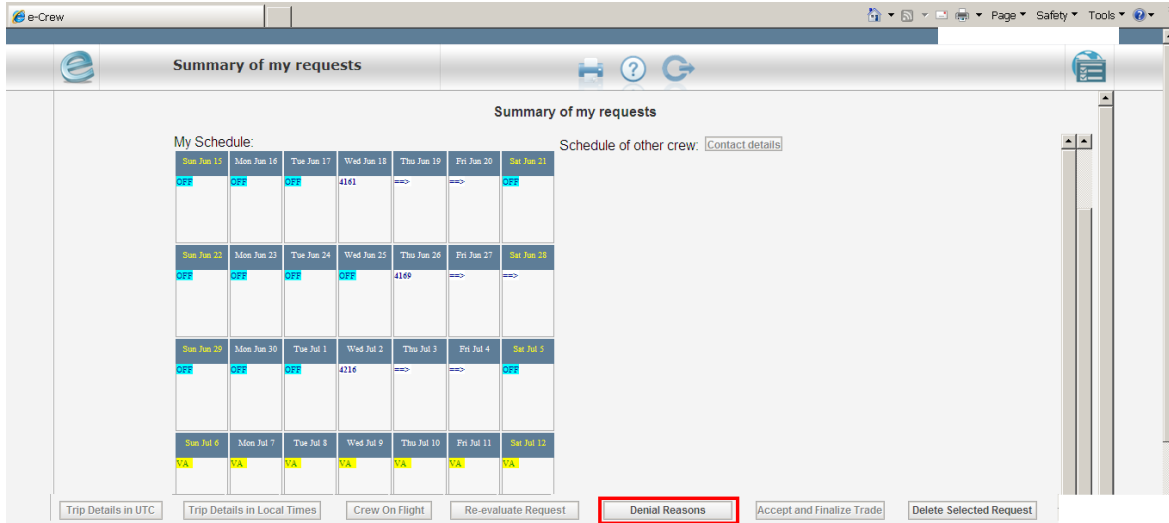 e-Crew
Page Safety Tools
Summary of my requests
Summary of my requests
My Schedule:
Schedule of other crew: Contact details
Sun Jun 15 Mon Jun 16 Tue Jun 17 Wed Jun 18 Thu Jun 19 Fri Jun 20 Sat Jun 21
OFF OFF OFF 4161 ==> ==> OFF
Sun Jun 22 Mon Jun 23 Tue Jun 24 Wed Jun 25 Thu Jun 26 Fri Jun 27 Sat Jun 28
OFF OFF OFF OFF 4169 ==> ==>
Sun Jun 29 Mon Jun 30 Tue Jul 1 Wed Jul 2 Thu Jul 3 Fri Jul 4 Sat Jul 5
OFF OFF OFF 4216 ==> ==> OFF
Sun Jul 6 Mon Jul 7 Tue Jul 8 Wed Jul 9 Thu Jul 10 Fri Jul 11 Sat Jul 12
VA VA VA VA VA VA VA
Trip Details in UTC Trip Details in Local Times Crew On Flight Re-evaluate Request Denial Reasons Accept and Finalize Trade Delete Selected Request